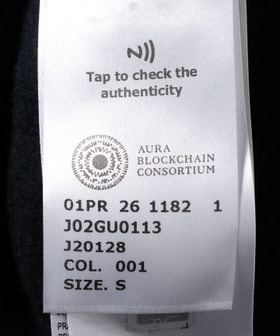 Tap to check the
authenticity
AURA
BLOCKCHAIN
CONSORTIUM
01PR 26 1182 1
J02GU0113
J20128
COL. 001
SIZE. S